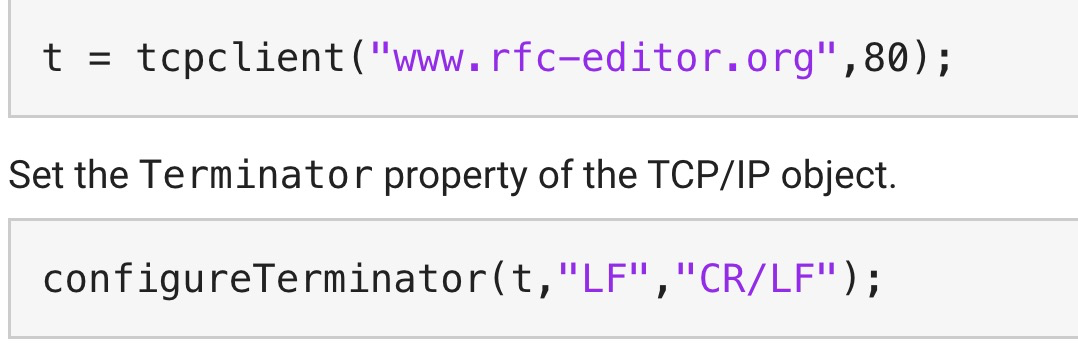 t = tcpclient("www.rfc-editor.org",80);
Set the Terminator property of the TCP/IP object.
configureTerminator(t,"LF","CR/LF");